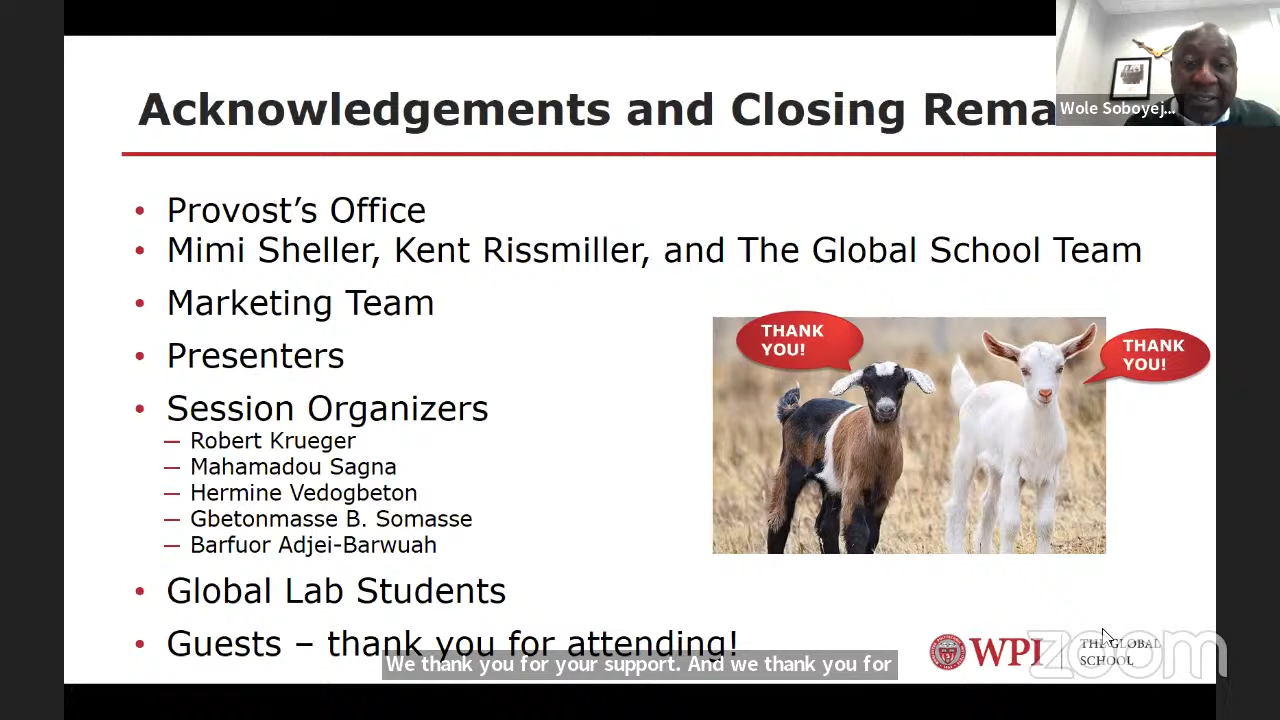 Acknowledgements and Closing Rema
Wole Soboyej...
• Provost's Office
• Mimi Sheller, Kent Rissmiller, and The Global School Team
• Marketing Team
• Presenters
• Session Organizers
— Robert Krueger
— Mahamadou Sagna
— Hermine Vedogbeton
— Gbetonmasse B. Somasse
— Barfuor Adjei-Barwuah
• Global Lab Students
• Guests – thank you for attending!
THANK
YOU!
THANK
YOU!
WPI
THE GLOBAL
SCHOOL
zoom
We thank you for your support. And we thank you for